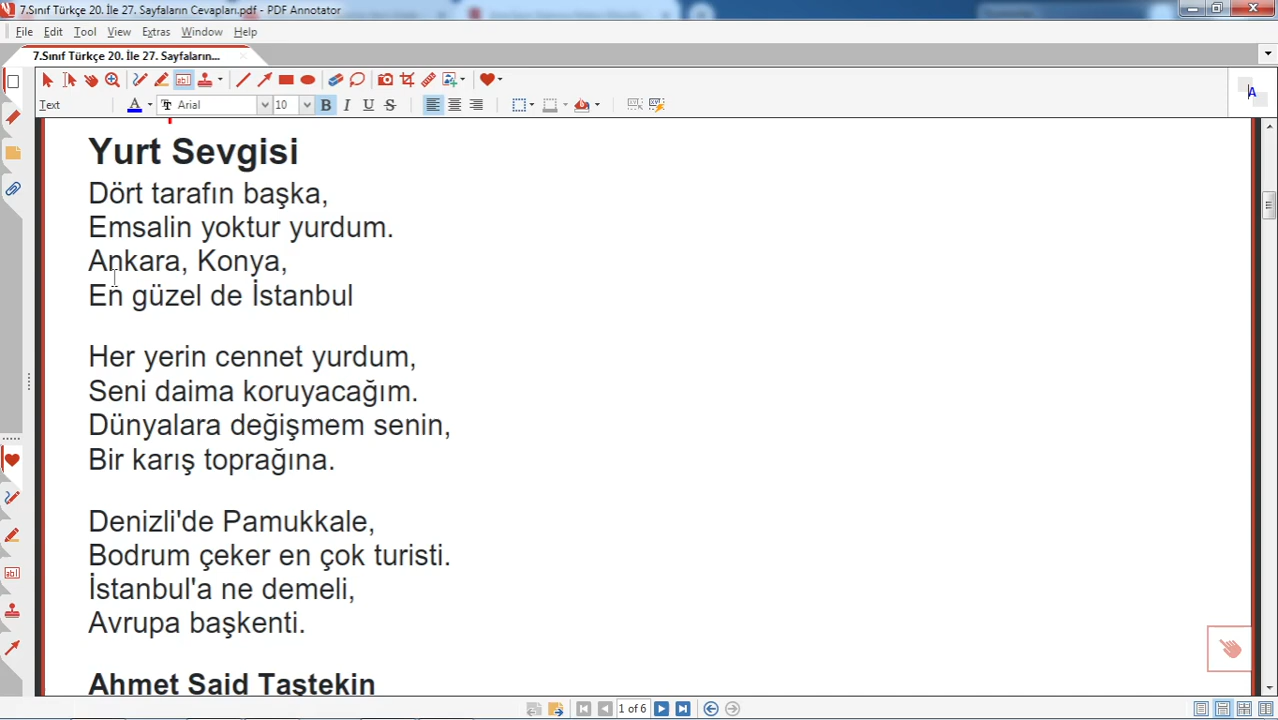 7.Sınıf Türkçe 20. İle 27. Sayfaların Cevapları.pdf - PDF Annotator
File Edit Tool View Extras Window Help
7.Sınıf Türkçe 20. İle 27. Sayfaların...
Text Arial 10 B I U S
Yurt Sevgisi
Dört tarafın başka,
Emsalin yoktur yurdum.
Ankara, Konya,
En güzel de İstanbul
Her yerin cennet yurdum,
Seni daima koruyacağım.
Dünyalara değişmem senin,
Bir karış toprağına.
Denizli'de Pamukkale,
Bodrum çeker en çok turisti.
İstanbul'a ne demeli,
Avrupa başkenti.
Ahmet Said Taştekin
1 of 6